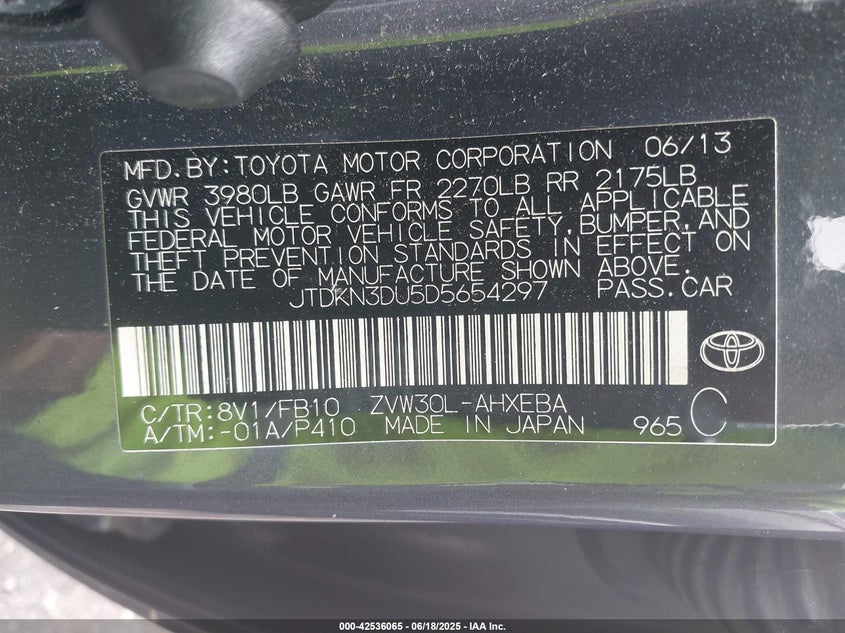 MFD.BY:TOYOTA MOTOR CORPORATION 06/13
GVWR 3980LB GAWR FR 2270LB RR 2175LB
THIS VEHICLE CONFORMS TO ALL APPLICABLE
FEDERAL MOTOR VEHICLE SAFETY,BUMPER,AND
THEFT PREVENTION STANDARDS IN EFFECT ON
THE DATE OF MANUFACTURE SHOWN ABOVE.
JTDKN3DU5D5654297 PASS.CAR
C/TR:8V1/FB10 ZVW30L-AHXEBA
A/TM:-01A/P410 MADE IN JAPAN 965 C
000-42536065 - 06/18/2025 - IAA Inc.